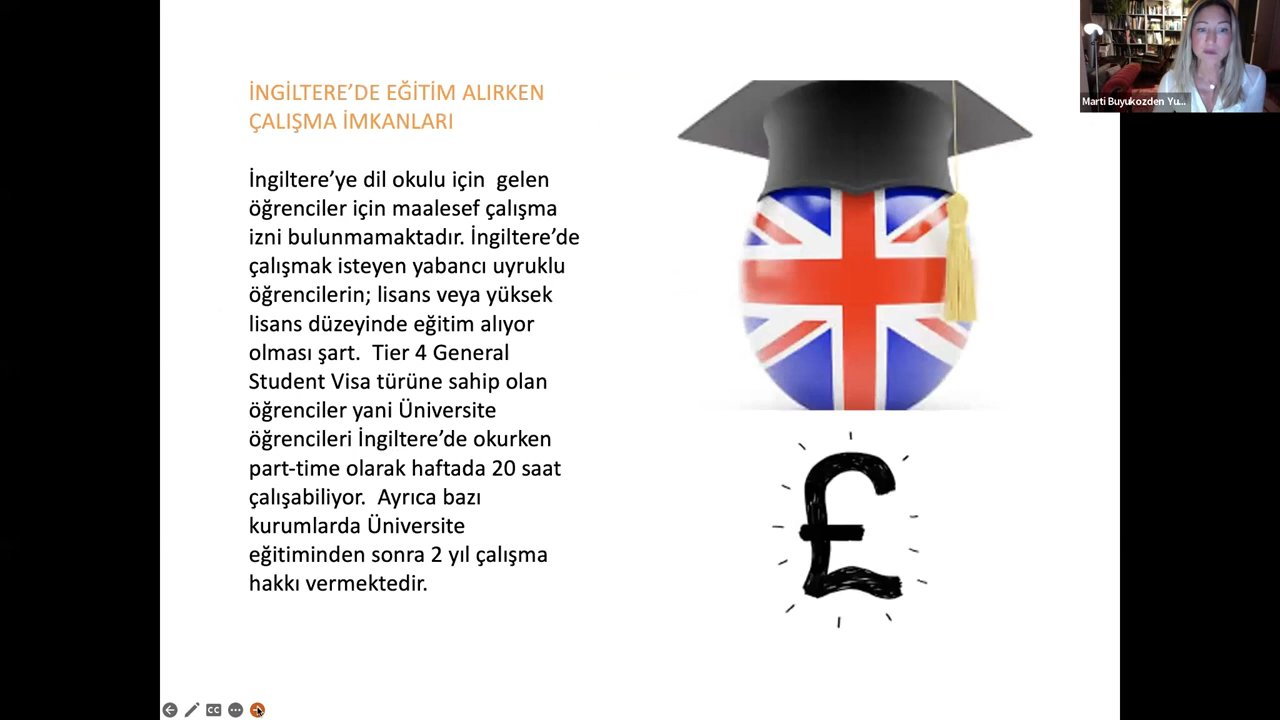 İNGİLTERE’DE EĞİTİM ALIRKEN
ÇALIŞMA İMKANLARI
İngiltere’ye dil okulu için  gelen
öğrenciler için maalesef çalışma
izni bulunmamaktadır. İngiltere’de
çalışmak isteyen yabancı uyruklu
öğrencilerin; lisans veya yüksek
lisans düzeyinde eğitim alıyor
olması şart.  Tier 4 General
Student Visa türüne sahip olan
öğrenciler yani Üniversite
öğrencileri İngiltere’de okurken
part-time olarak haftada 20 saat
çalışabiliyor.  Ayrıca bazı
kurumlarda Üniversite
eğitiminden sonra 2 yıl çalışma
hakkı vermektedir.
£
Marti Buyukozden Yu...
CC